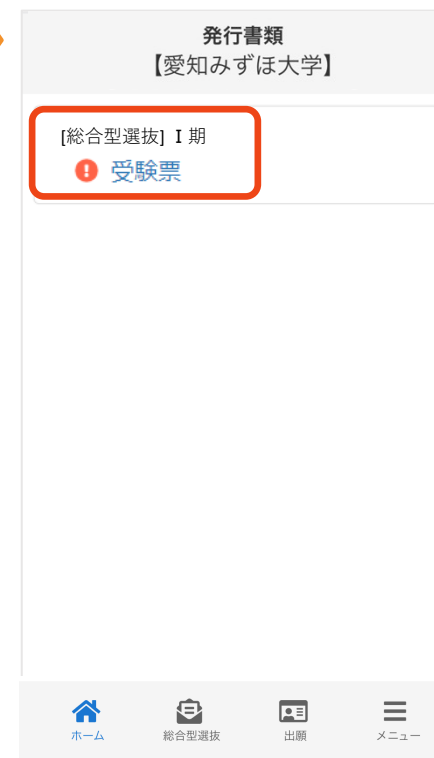 発行書類
【愛知みずほ大学】
[総合型選抜] Ⅰ期
受験票
ホーム
総合型選抜
出願
メニュー